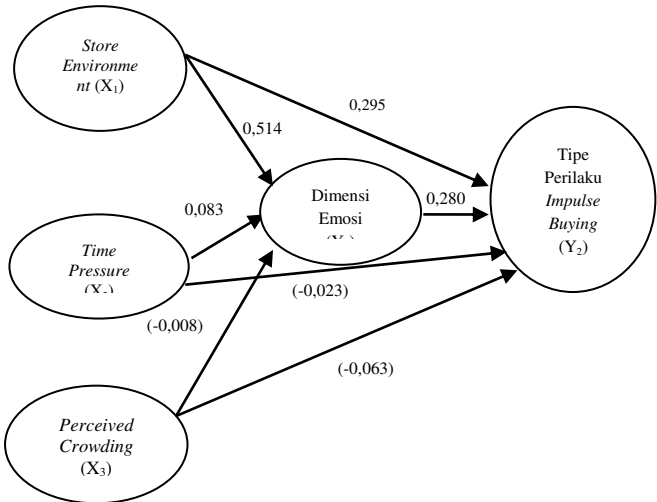 Store
Environme
nt (X₁)
0,295
0,514
Tipe
Perilaku
Impulse
Buying
(Y₂)
Dimensi
Emosi
0,280
0,083
Time
Pressure
(-0,023)
(-0,008)
(-0,063)
Perceived
Crowding
(X₃)